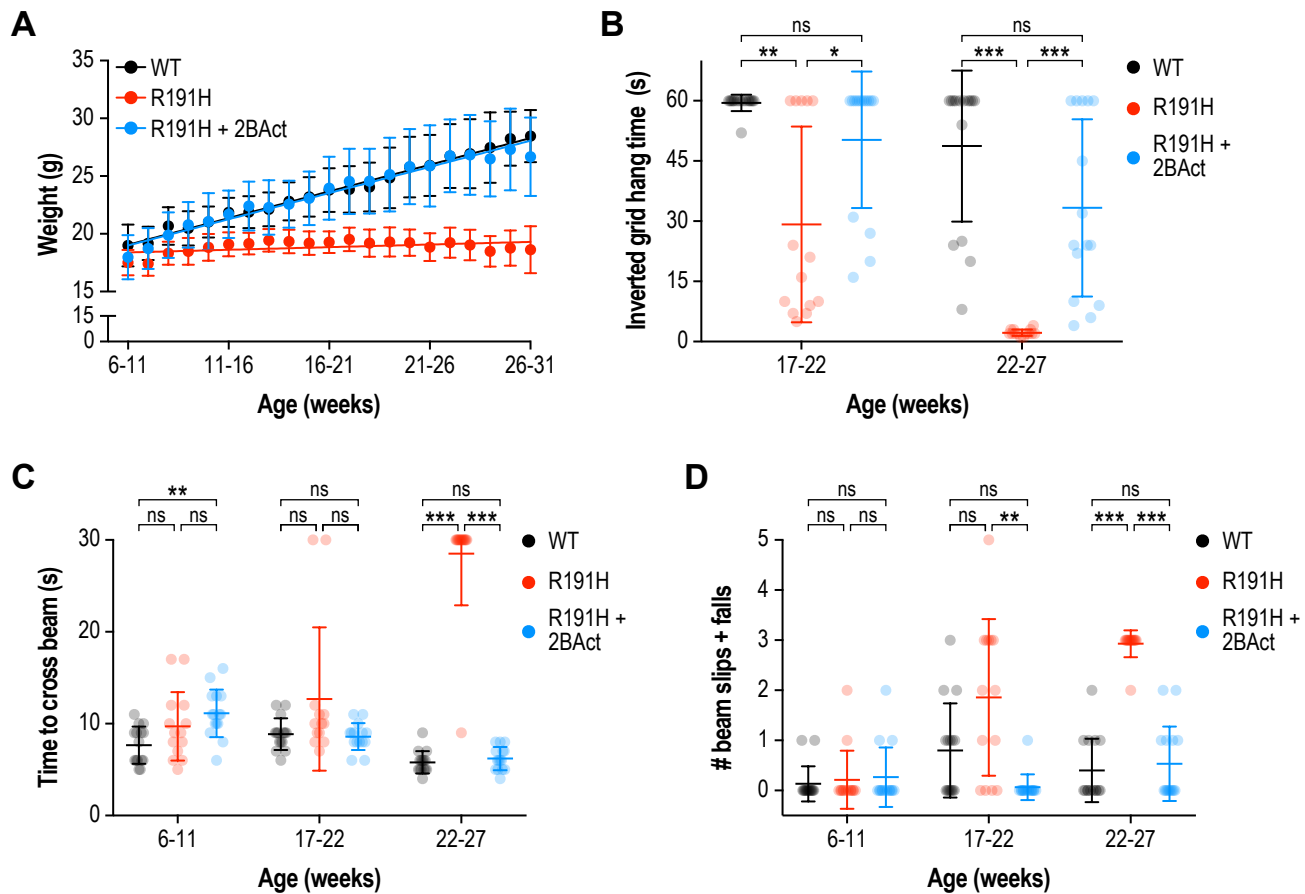 A
35
30
25
20
15
15
0
Weight (g)
WT
R191H
R191H + 2BAct
6-11
11-16
16-21
21-26
26-31
Age (weeks)
B
ns
ns
**
*
***
***
60
45
30
15
0
Inverted grid hang time (s)
17-22
22-27
Age (weeks)
WT
R191H
R191H +
2BAct
C
**
ns
ns
ns
ns
ns
ns
***
***
30
20
10
0
Time to cross beam (s)
6-11
17-22
22-27
Age (weeks)
WT
R191H
R191H +
2BAct
D
ns
ns
ns
ns
ns
**
ns
***
***
5
4
3
2
1
0
# beam slips + falls
6-11
17-22
22-27
Age (weeks)
WT
R191H
R191H +
2BAct